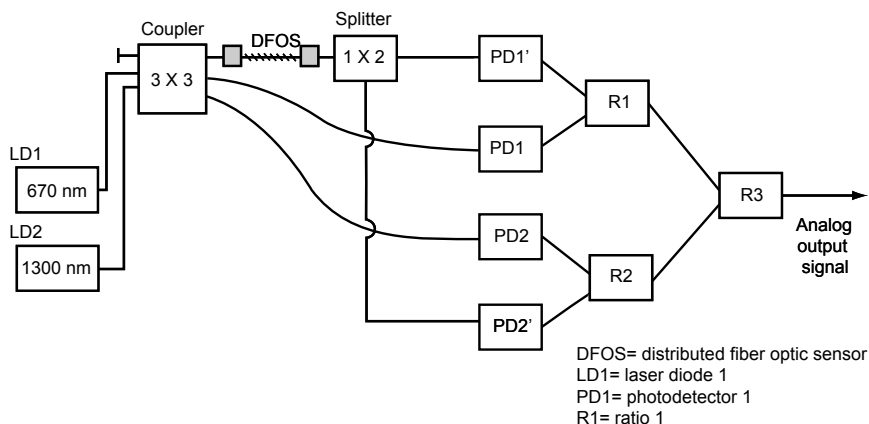 Coupler
Splitter
DFOS
3 X 3
1 X 2
PD1'
R1
PD1
LD1
670 nm
R3
LD2
1300 nm
PD2
R2
PD2'
Analog
output
signal
DFOS= distributed fiber optic sensor
LD1= laser diode 1
PD1= photodetector 1
R1= ratio 1